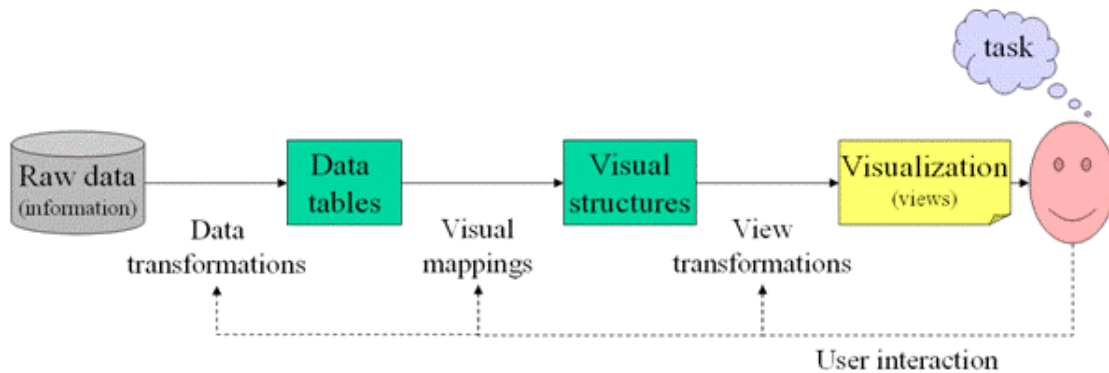 task
Raw data
(information)
Data
tables
Visual
structures
Visualization
(views)
Data
transformations
Visual
mappings
View
transformations
User interaction